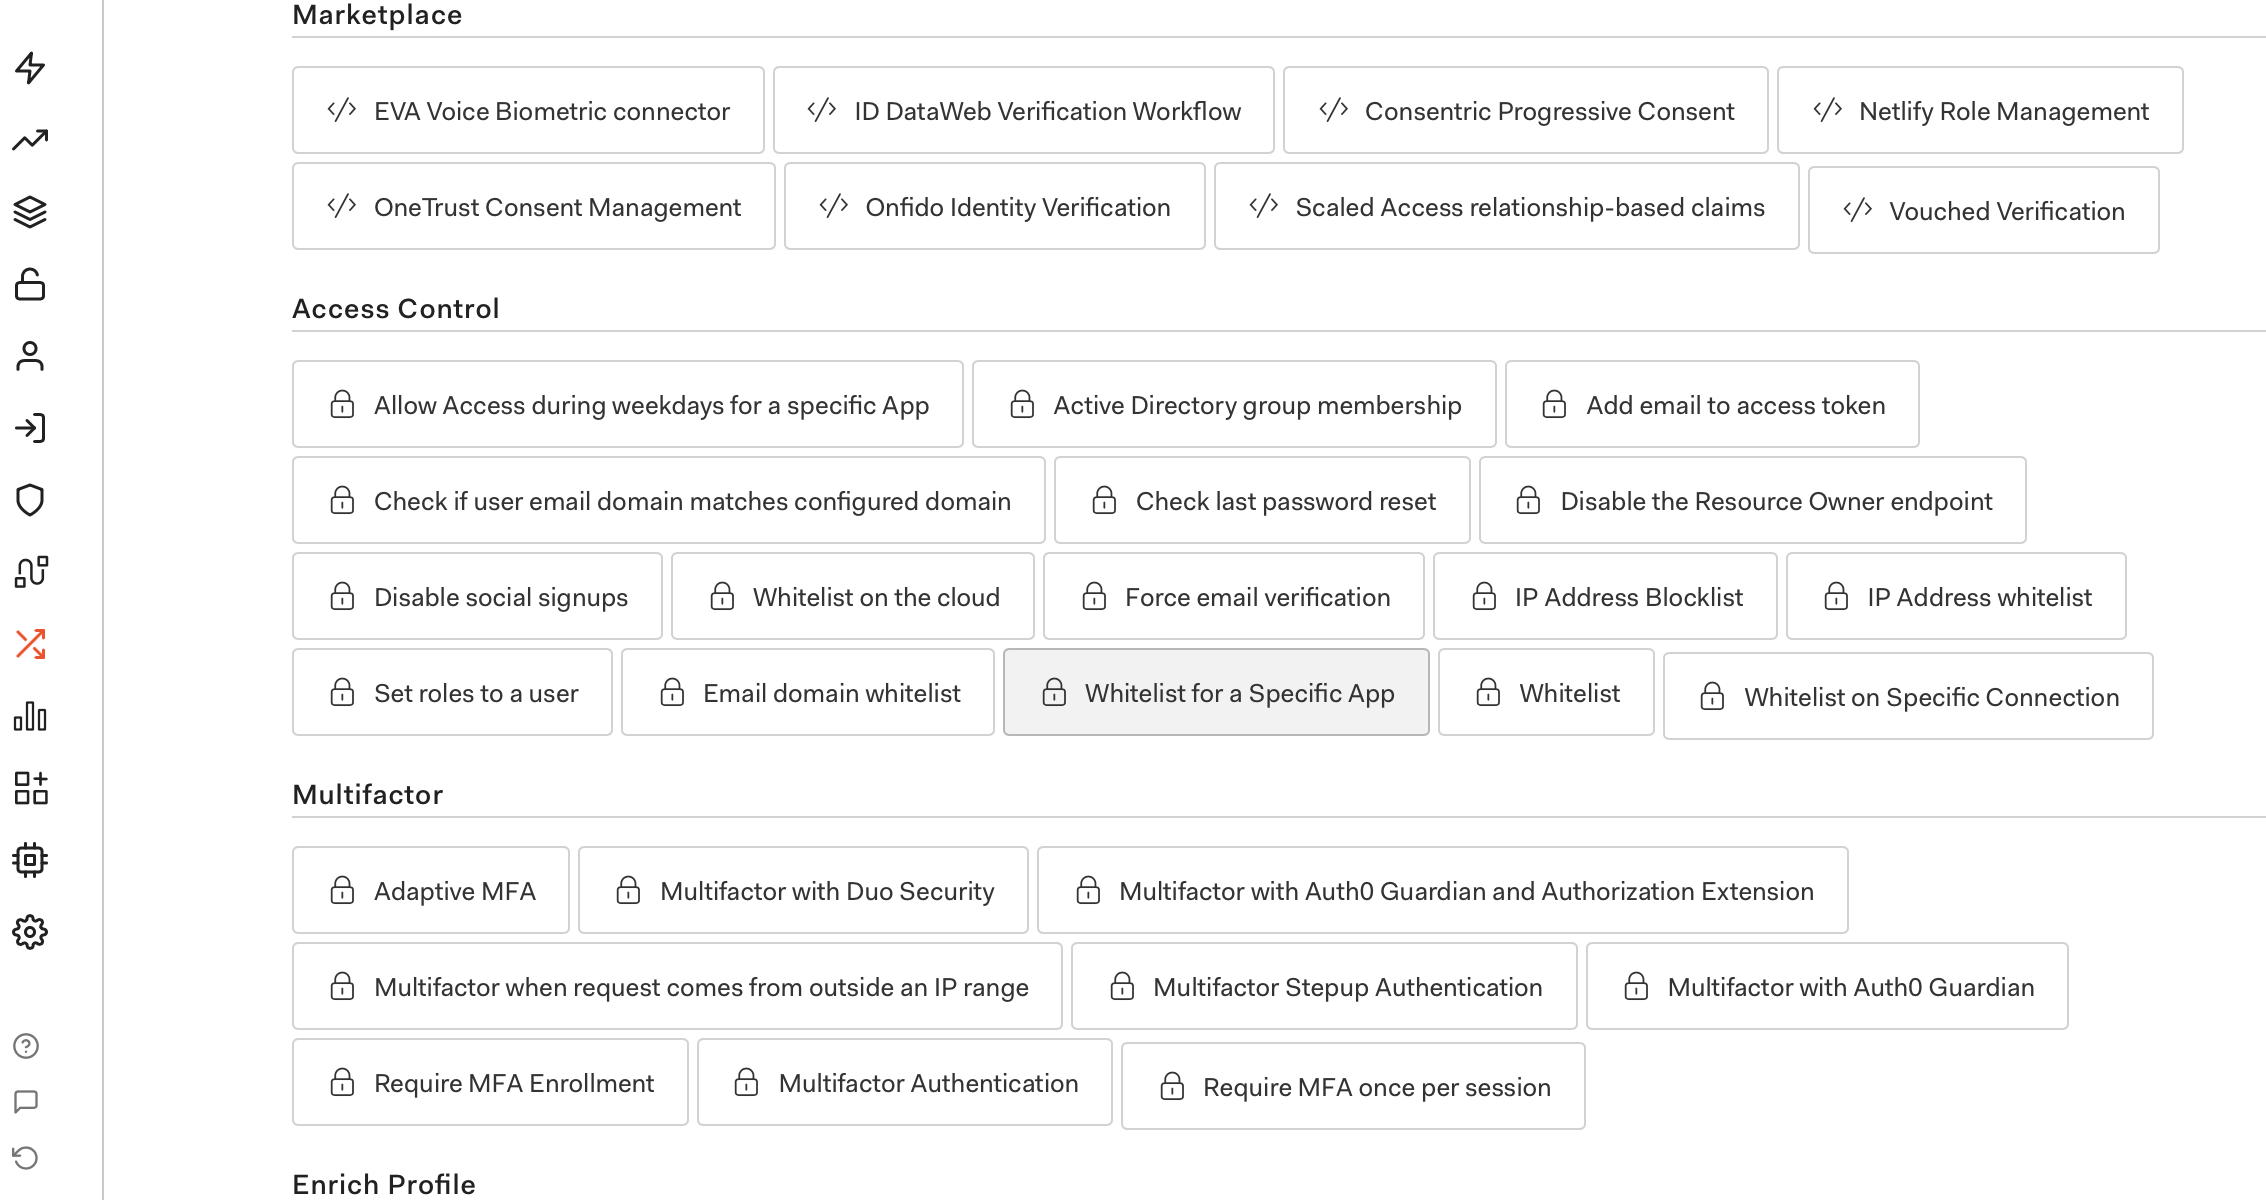 Marketplace
EVA Voice Biometric connector
ID DataWeb Verification Workflow
Consentric Progressive Consent
Netlify Role Management
OneTrust Consent Management
Onfido Identity Verification
Scaled Access relationship-based claims
Vouched Verification
Access Control
Allow Access during weekdays for a specific App
Active Directory group membership
Add email to access token
Check if user email domain matches configured domain
Check last password reset
Disable the Resource Owner endpoint
Disable social signups
Whitelist on the cloud
Force email verification
IP Address Blocklist
IP Address whitelist
Set roles to a user
Email domain whitelist
Whitelist for a Specific App
Whitelist
Whitelist on Specific Connection
Multifactor
Adaptive MFA
Multifactor with Duo Security
Multifactor with Auth0 Guardian and Authorization Extension
Multifactor when request comes from outside an IP range
Multifactor Stepup Authentication
Multifactor with Auth0 Guardian
Require MFA Enrollment
Multifactor Authentication
Require MFA once per session
Enrich Profile